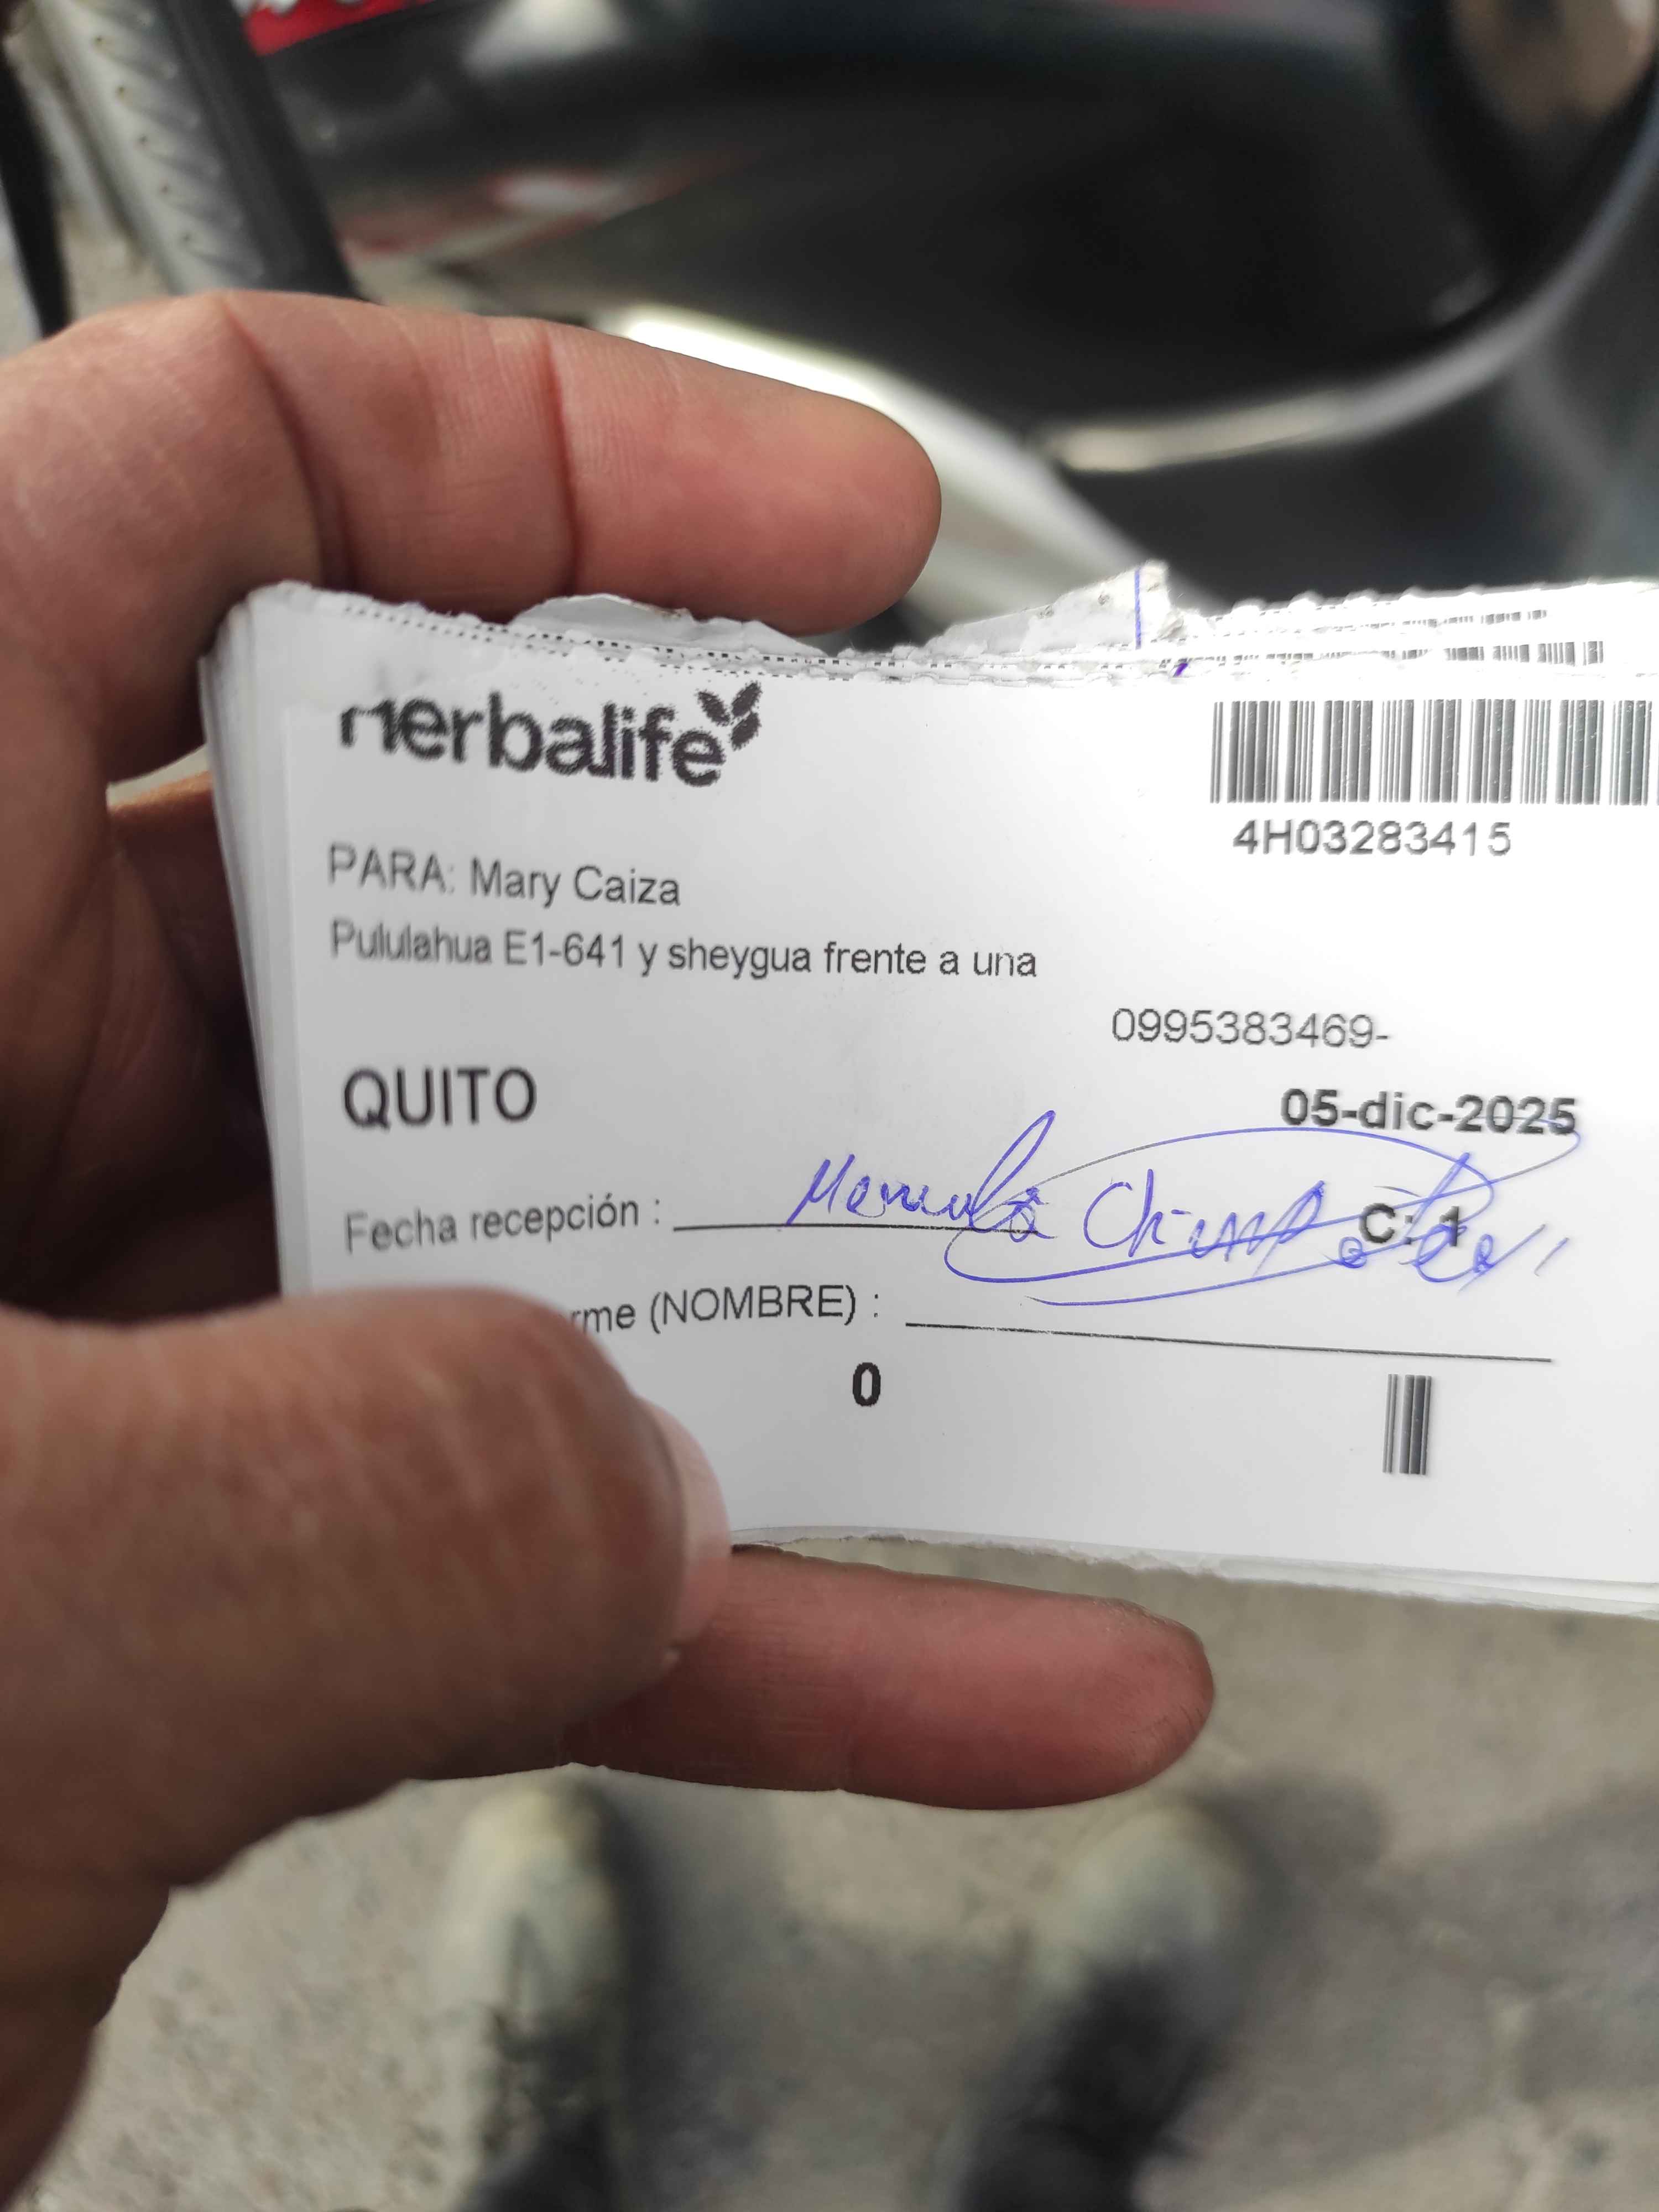 herbalife
4H03283415
PARA: Mary Caiza
Pululahua E1-641 y sheygua frente a una
0995383469-
QUITO
05-dic-2025
Fecha recepción :
C: 1
rme (NOMBRE) :
0